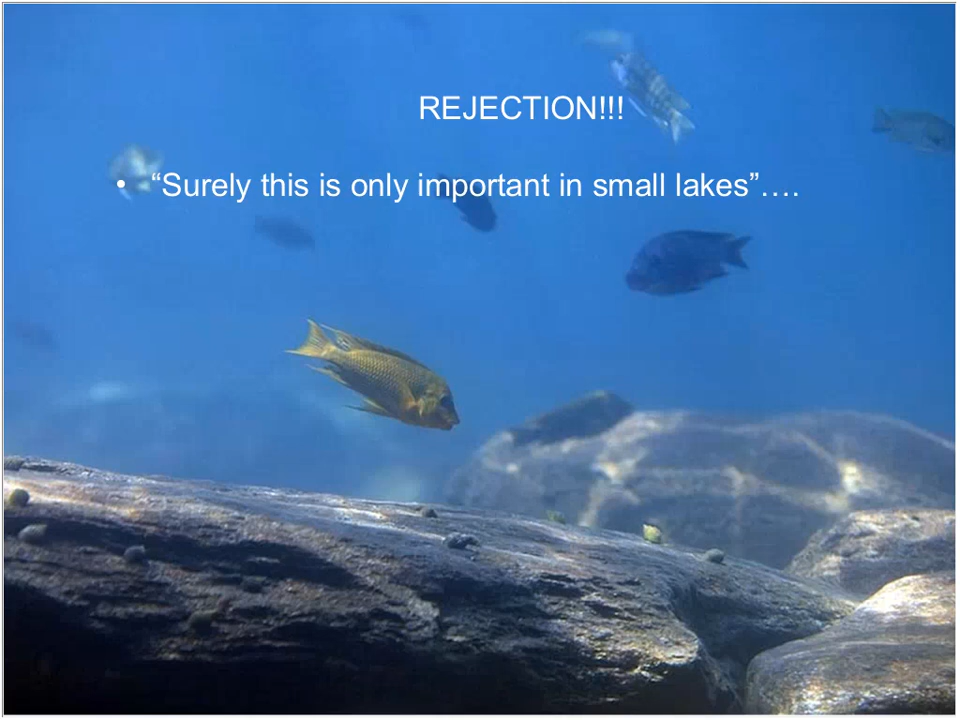 REJECTION!!!
• “Surely this is only important in small lakes”….